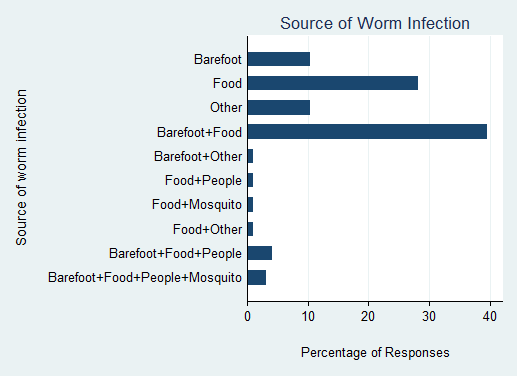 Source of Worm Infection
Source of worm infection
Barefoot
Food
Other
Barefoot+Food
Barefoot+Other
Food+People
Food+Mosquito
Food+Other
Barefoot+Food+People
Barefoot+Food+People+Mosquito
0 10 20 30 40
Percentage of Responses